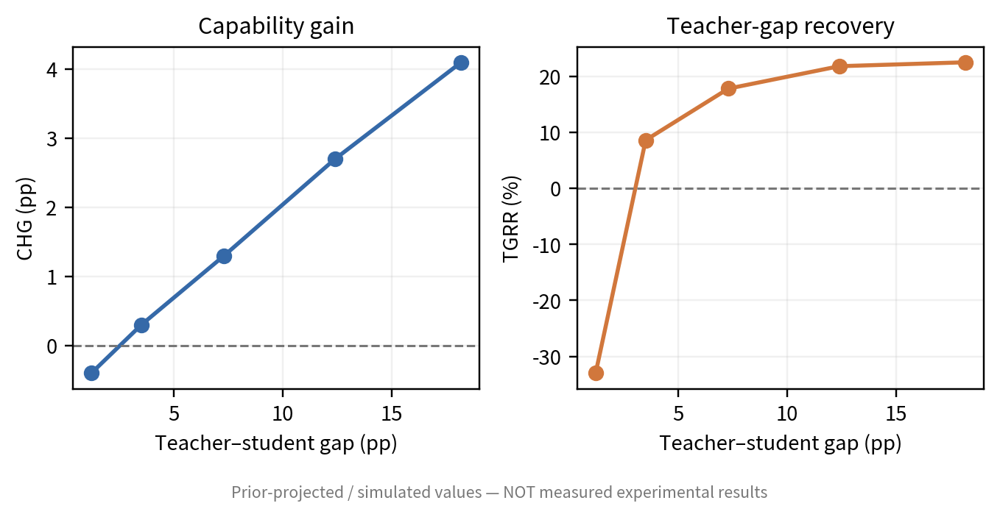 Capability gain
CHG (pp)
4
3
2
1
0
5
10
15
Teacher–student gap (pp)
Teacher-gap recovery
TGRR (%)
20
10
0
-10
-20
-30
5
10
15
Teacher–student gap (pp)
Prior-projected / simulated values — NOT measured experimental results